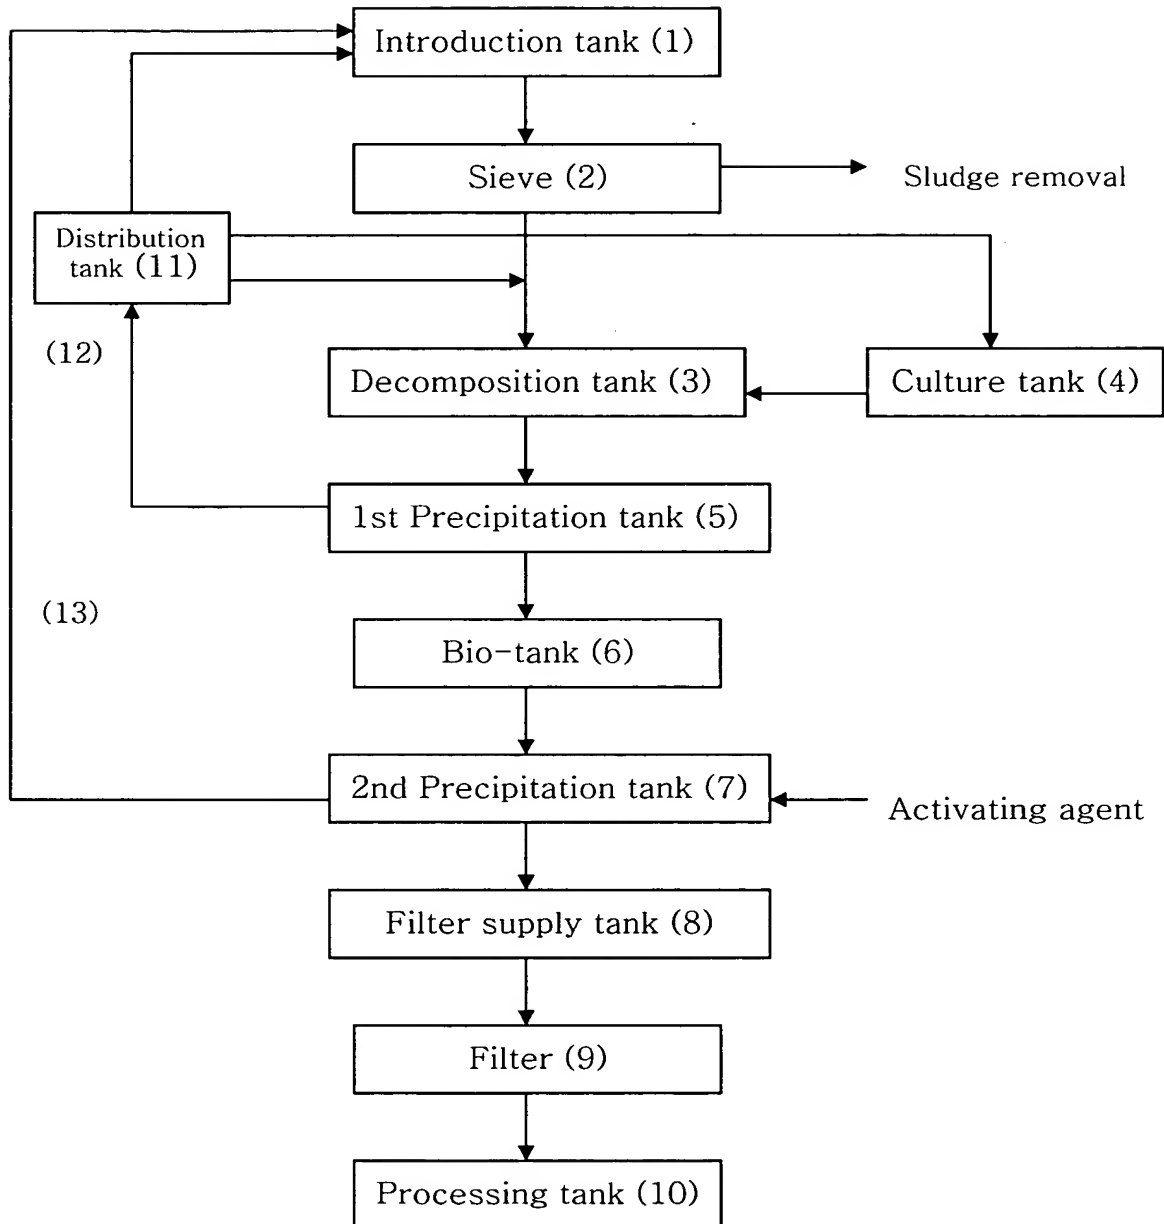 Introduction tank (1)
Sieve (2)
Sludge removal
Distribution
tank (11)
(12)
Decomposition tank (3)
Culture tank (4)
1st Precipitation tank (5)
(13)
Bio-tank (6)
2nd Precipitation tank (7)
Activating agent
Filter supply tank (8)
Filter (9)
Processing tank (10)